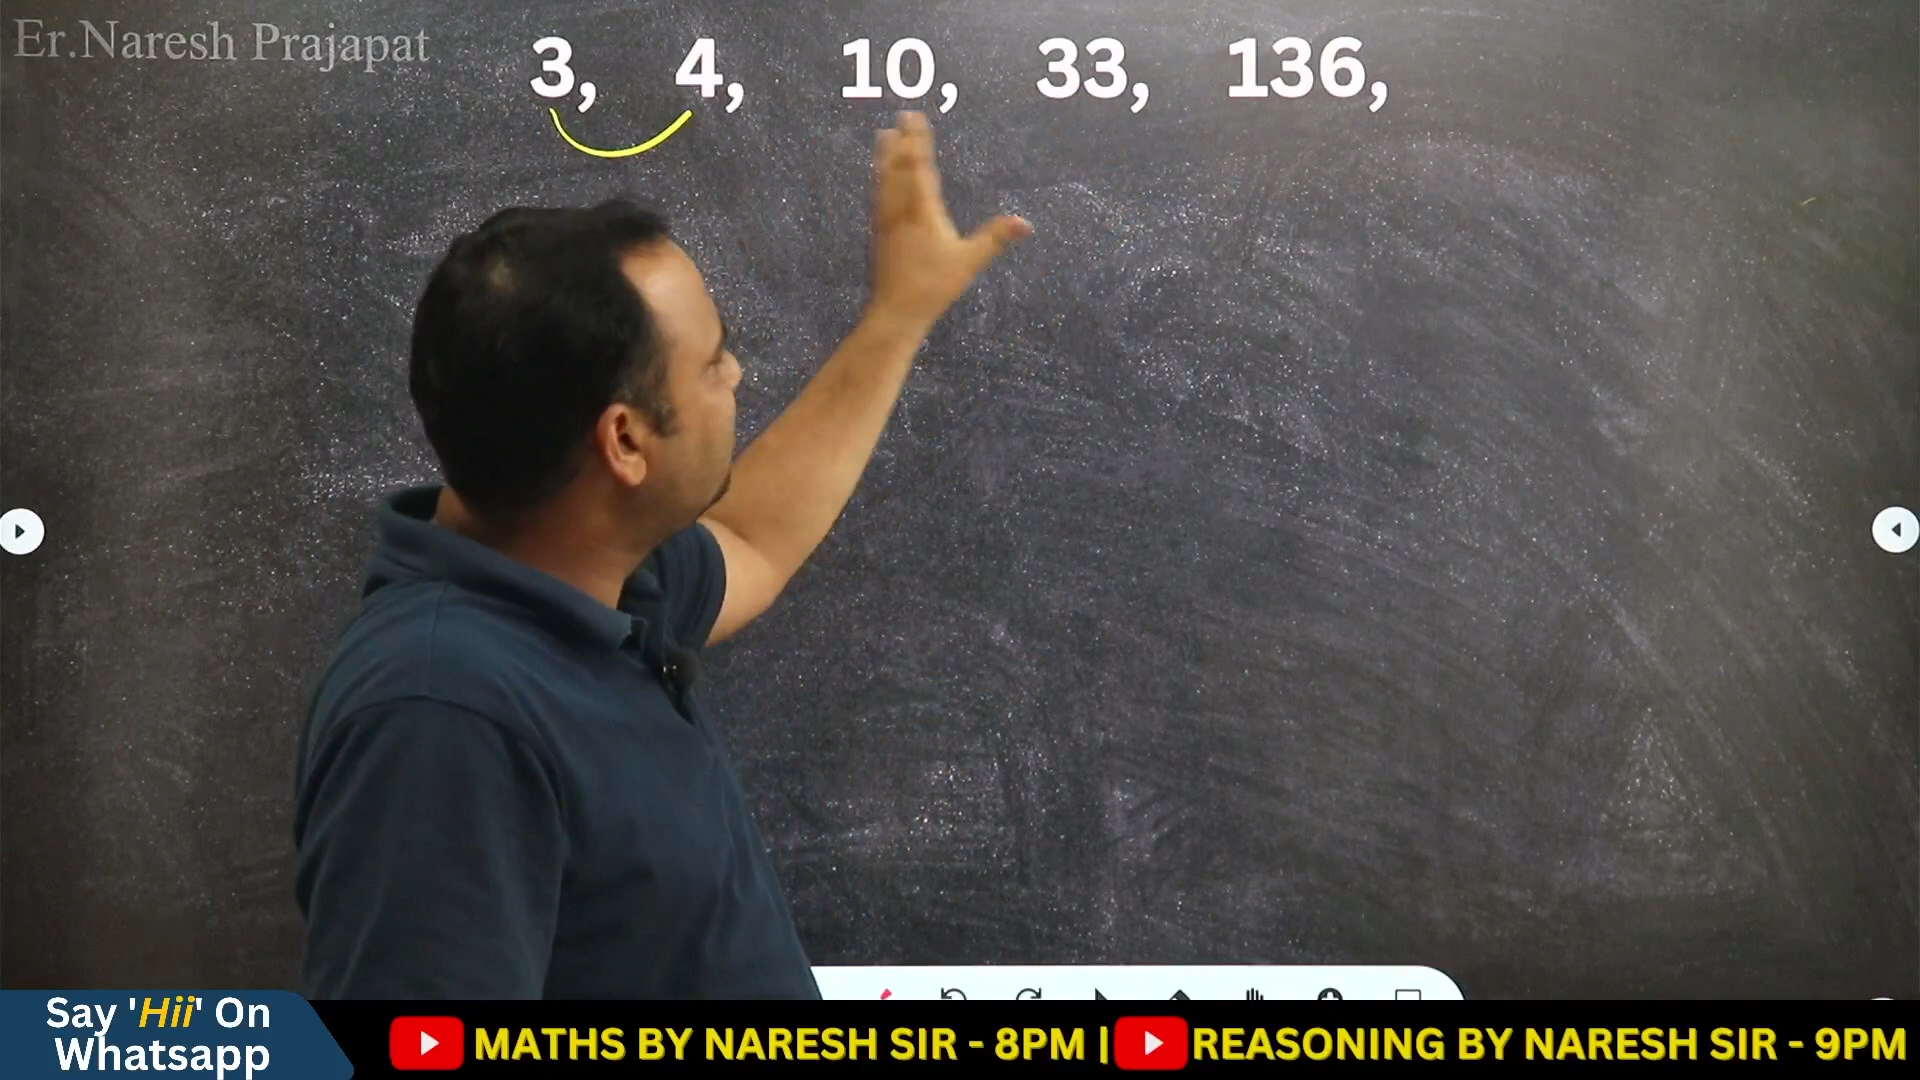 Er.Naresh Prajapat
3, 4, 10, 33, 136,
Say 'Hii' On
Whatsapp
MATHS BY NARESH SIR - 8PM | REASONING BY NARESH SIR - 9PM